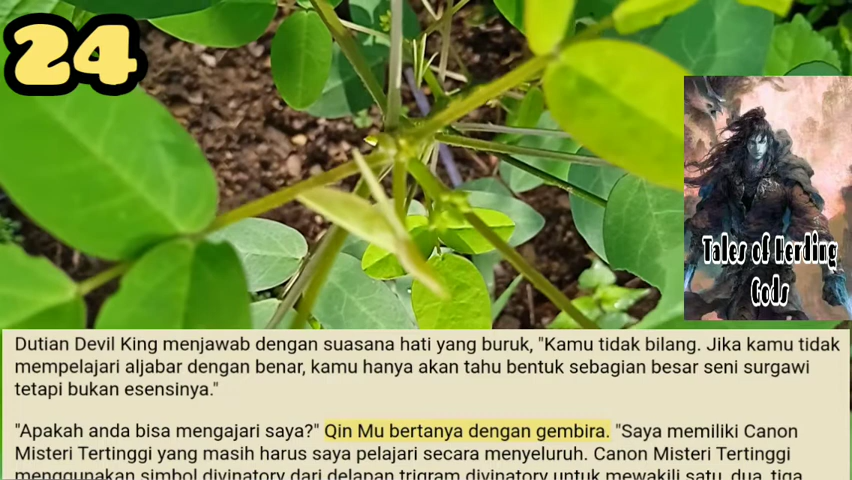 24
Tales of Herding
Gods
Dutian Devil King menjawab dengan suasana hati yang buruk, "Kamu tidak bilang. Jika kamu tidak
mempelajari aljabar dengan benar, kamu hanya akan tahu bentuk sebagian besar seni surgawi
tetapi bukan esensinya."
"Apakah anda bisa mengajari saya?" Qin Mu bertanya dengan gembira. "Saya memiliki Canon
Misteri Tertinggi yang masih harus saya pelajari secara menyeluruh. Canon Misteri Tertinggi
menggunakan simbol divinatory dari delapan trigram divinatory untuk mewakili satu, dua, tiga,